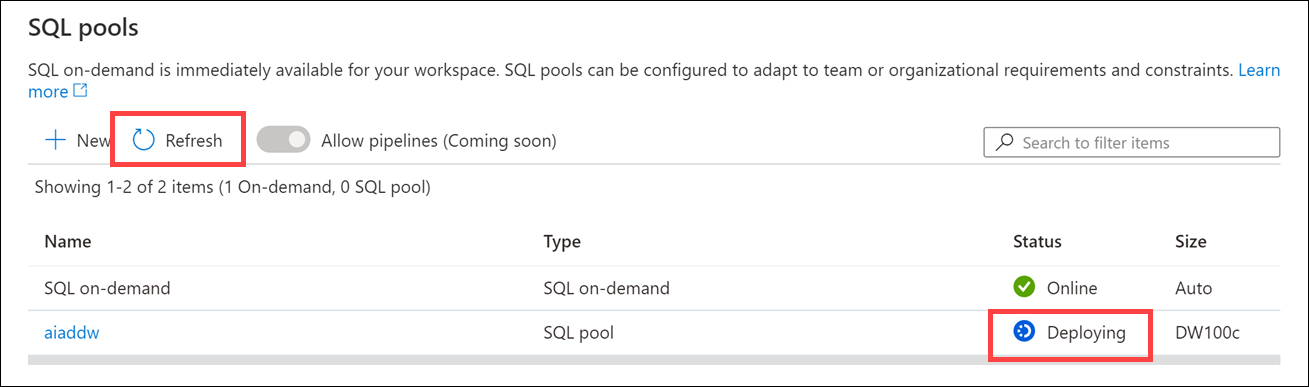 SQL pools
SQL on-demand is immediately available for your workspace. SQL pools can be configured to adapt to team or organizational requirements and constraints. Learn
more
New Refresh Allow pipelines (Coming soon) Search to filter items
Showing 1-2 of 2 items (1 On-demand, 0 SQL pool)
Name Type Status Size
SQL on-demand SQL on-demand Online Auto
aiaddw SQL pool Deploying DW100c